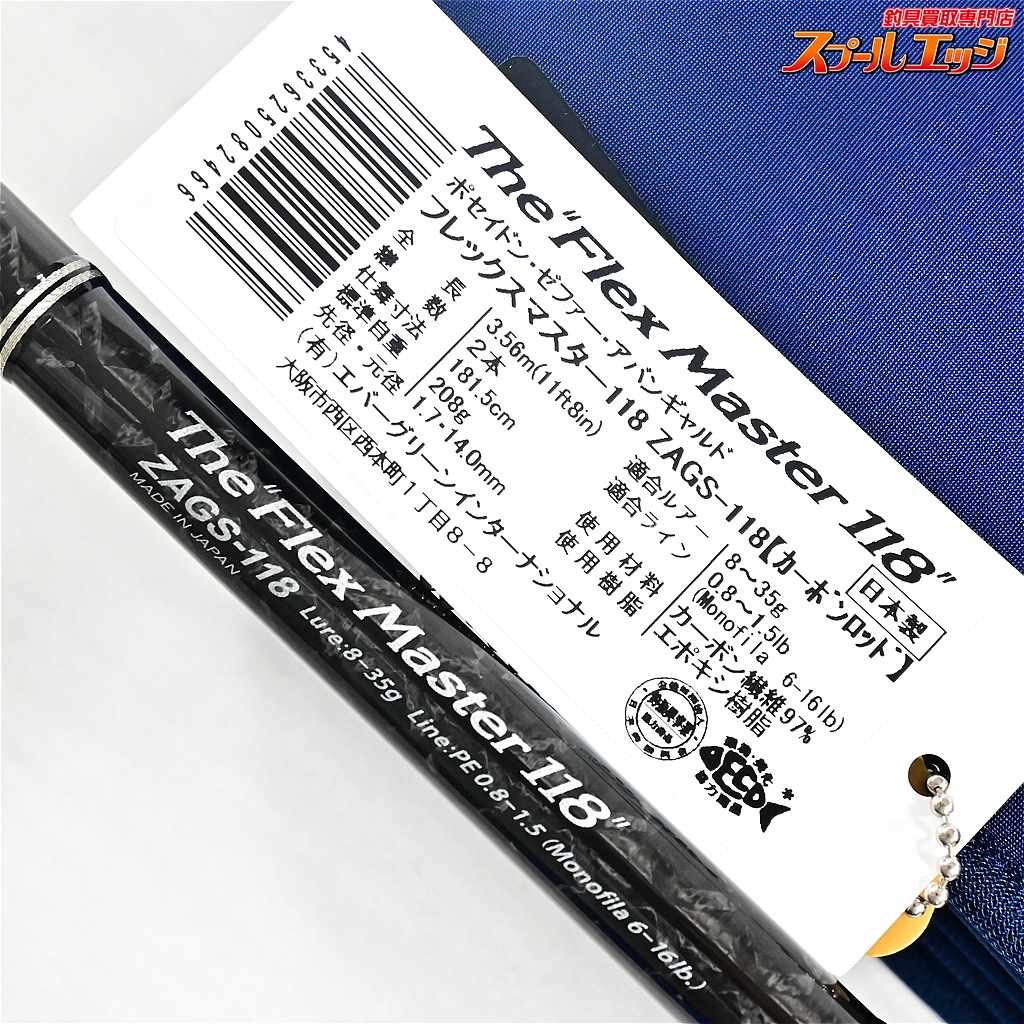 釣具買取専門店
スプールエッジ
4533625082466
The "Flex Master 118"
ポセイドン・ゼファー・アバンギャルド
フレックスマスター118 ZAGS-118【カーボンロッド】
日本製
全長 3.56m(11ft8in)
継数 2本
仕舞寸法 181.5cm
標準自重 208g
先径・元径 1.7-14.0mm
適合ルアー 8～35g
適合ライン 0.8～1.5lb
(Monofila 6-16lb)
使用材料 カーボン繊維97%
使用樹脂 エポキシ樹脂
(有)エバーグリーンインターナショナル
大阪市西区西本町1丁目8-8
ECO
The "Flex Master 118"
ZAGS-118 Lure:8-35g Line:PE 0.8-1.5 (Monofila 6-16lb.)
MADE IN JAPAN